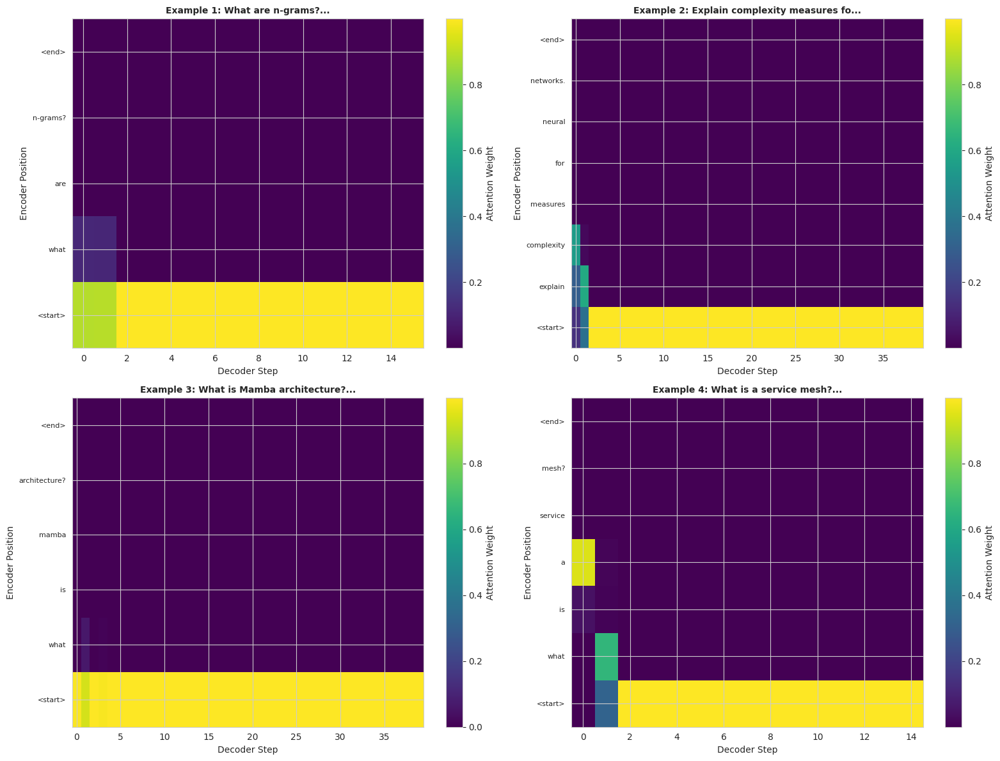 Example 1: What are n-grams?...
<end>
n-grams?
are
what
<start>
Encoder Position
0 2 4 6 8 10 12 14
Decoder Step
0.8
0.6
0.4
0.2
Attention Weight
Example 2: Explain complexity measures fo...
<end>
networks.
neural
for
measures
complexity
explain
<start>
Encoder Position
0 5 10 15 20 25 30 35
Decoder Step
0.8
0.6
0.4
0.2
Attention Weight
Example 3: What is Mamba architecture?...
<end>
architecture?
mamba
is
what
<start>
Encoder Position
0 5 10 15 20 25 30 35
Decoder Step
0.8
0.6
0.4
0.2
0.0
Attention Weight
Example 4: What is a service mesh?...
<end>
mesh?
service
a
is
what
<start>
Encoder Position
0 2 4 6 8 10 12 14
Decoder Step
0.8
0.6
0.4
0.2
Attention Weight